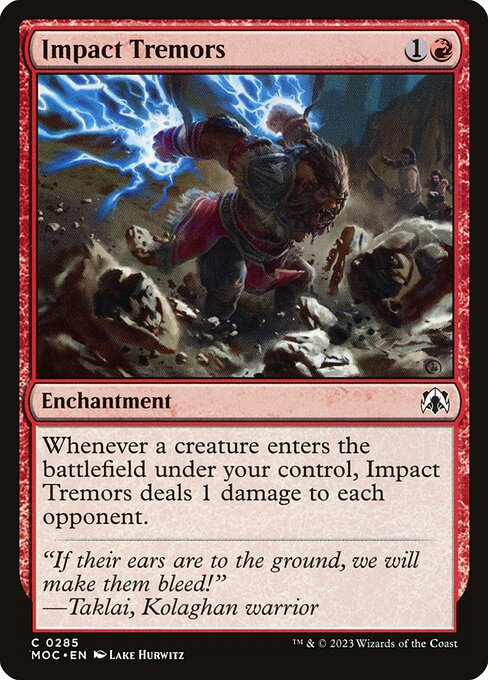 Impact Tremors 1
Enchantment
Whenever a creature enters the
battlefield under your control, Impact
Tremors deals 1 damage to each
opponent.
“If their ears are to the ground, we will
make them bleed!”
—Taklai, Kolaghan warrior
C 0285
MOC • EN Lake Hurwitz
™ & © 2023 Wizards of the Coast